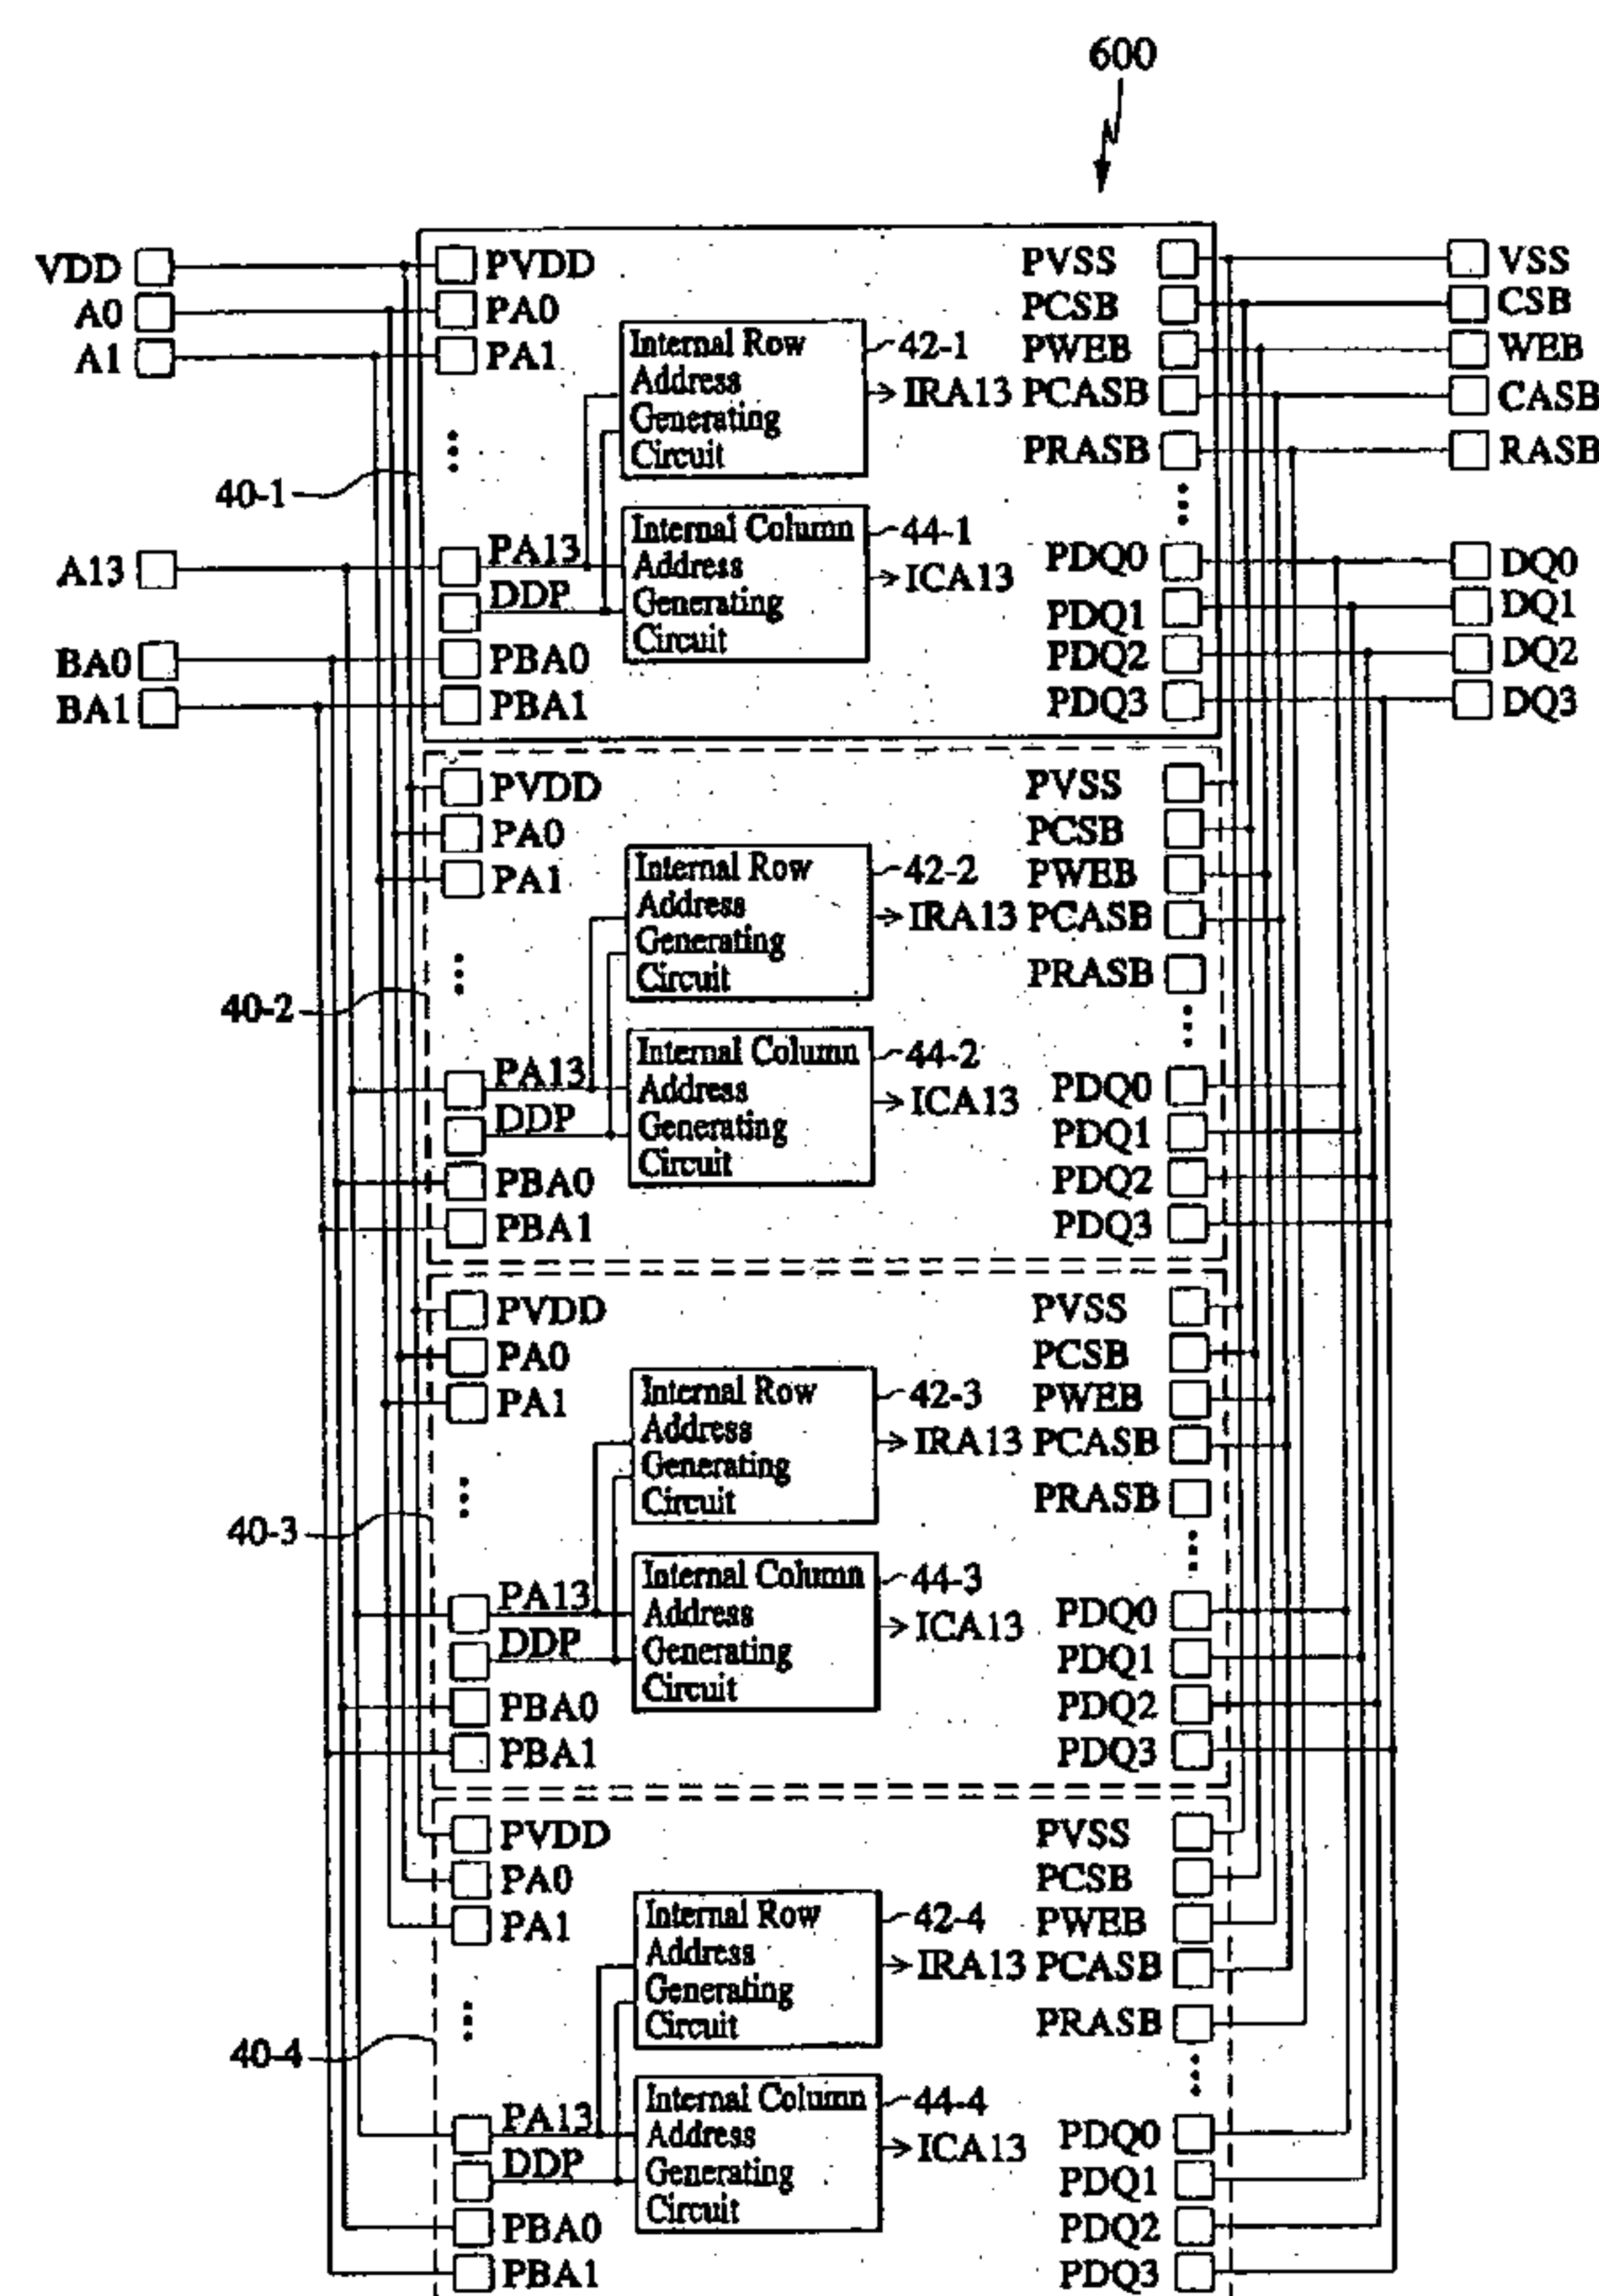 600
VDD PVDD PVSS VSS
A0 PA0 PCSB CSB
A1 PA1 Internal Row 42-1 PWEB WEB
Address IRA13 PCASB CASB
Generating
Circuit PRASB RASB
40-1
Internal Column 44-1
A13 PA13 Address ICA13 PDQ0 DQ0
DDP Generating PDQ1 DQ1
Circuit
BA0 PBA0 PDQ2 DQ2
BA1 PBA1 PDQ3 DQ3
PVDD PVSS
PA0 PCSB
PA1 Internal Row 42-2 PWEB
Address IRA13 PCASB
Generating
Circuit PRASB
40-2
Internal Column 44-2
PA13 Address ICA13 PDQ0
DDP Generating PDQ1
Circuit
PBA0 PDQ2
PBA1 PDQ3
PVDD PVSS
PA0 PCSB
PA1 Internal Row 42-3 PWEB
Address IRA13 PCASB
Generating
Circuit PRASB
40-3
Internal Column 44-3
PA13 Address ICA13 PDQ0
DDP Generating PDQ1
Circuit
PBA0 PDQ2
PBA1 PDQ3
PVDD PVSS
PA0 PCSB
PA1 Internal Row 42-4 PWEB
Address IRA13 PCASB
Generating
Circuit PRASB
40-4
Internal Column 44-4
PA13 Address ICA13 PDQ0
DDP Generating PDQ1
Circuit
PBA0 PDQ2
PBA1 PDQ3